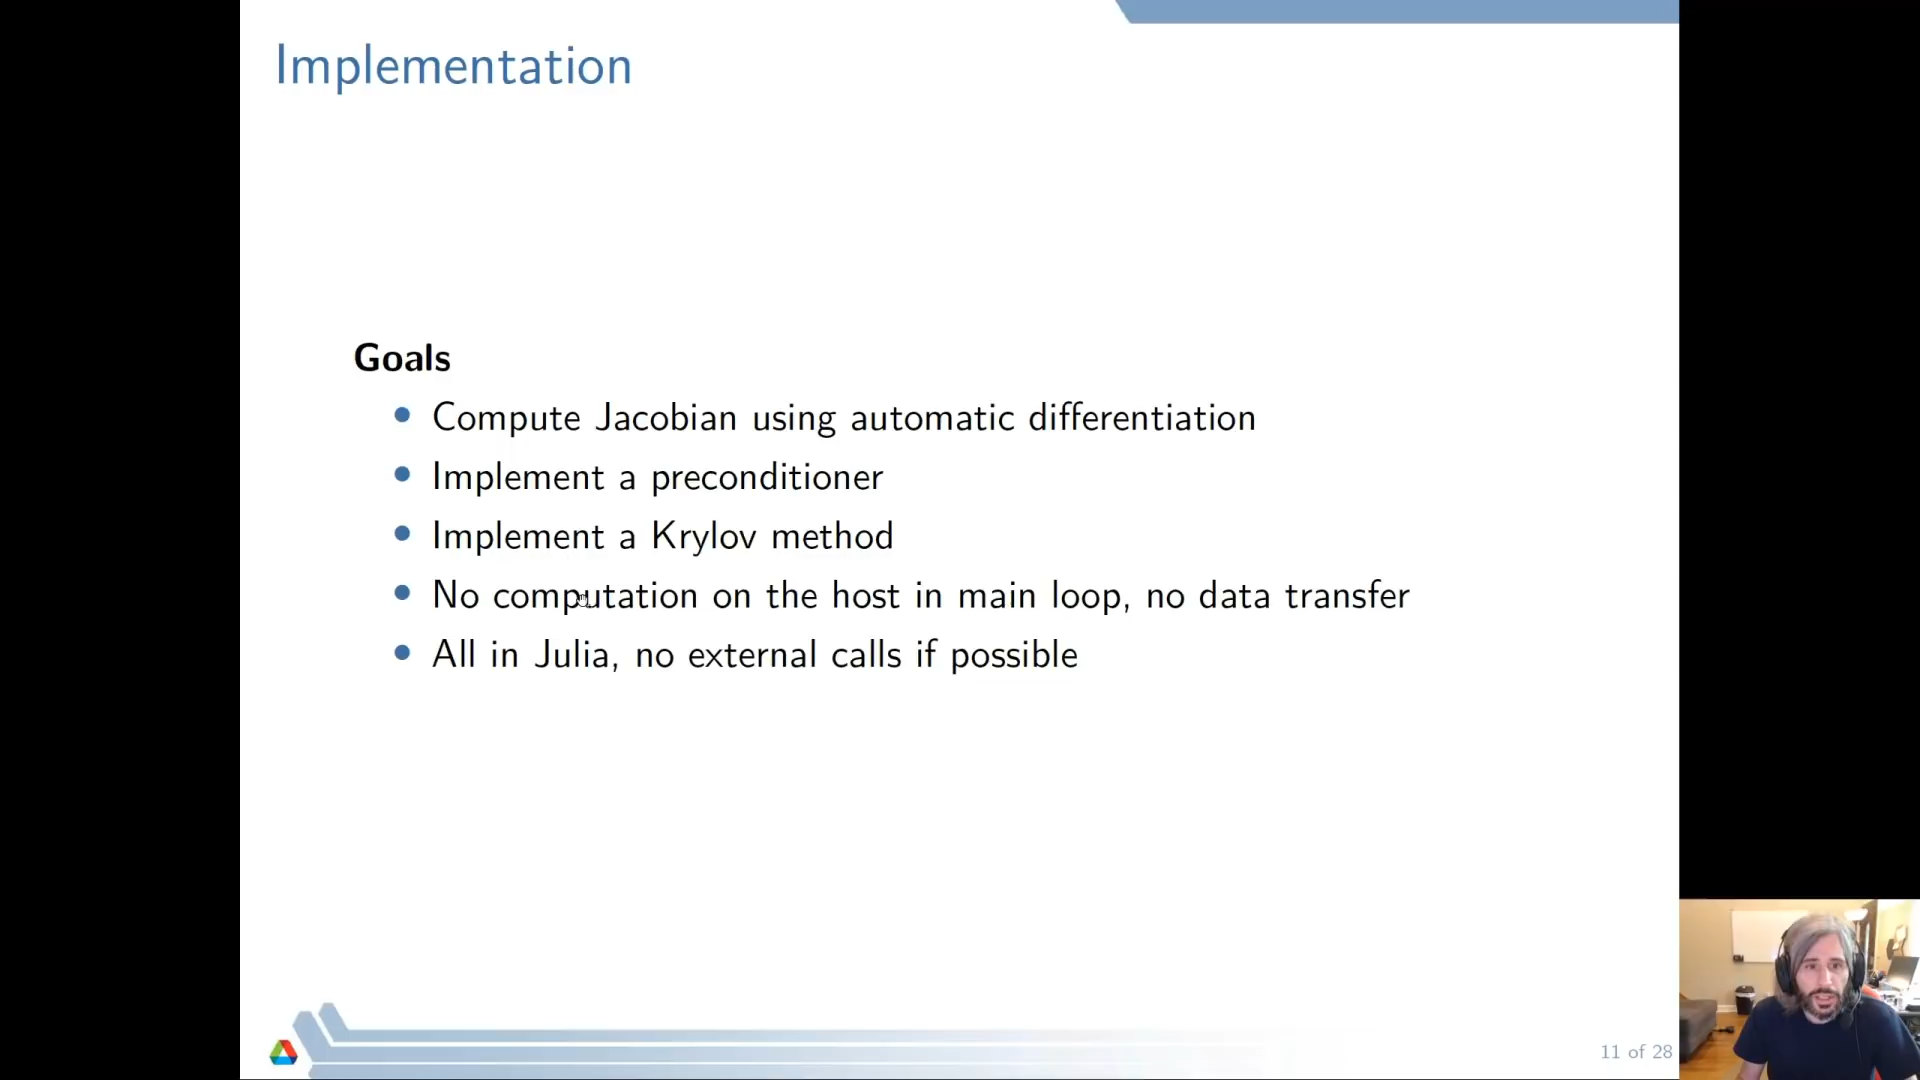 Implementation
Goals
Compute Jacobian using automatic differentiation
Implement a preconditioner
Implement a Krylov method
No computation on the host in main loop, no data transfer
All in Julia, no external calls if possible
11 of 28